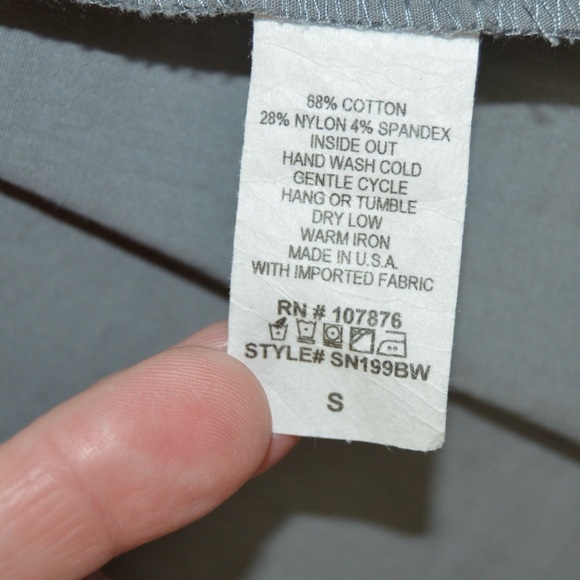 68% COTTON
28% NYLON 4% SPANDEX
INSIDE OUT
HAND WASH COLD
GENTLE CYCLE
HANG OR TUMBLE
DRY LOW
WARM IRON
MADE IN U.S.A.
WITH IMPORTED FABRIC
RN # 107876
STYLE# SN199BW
S